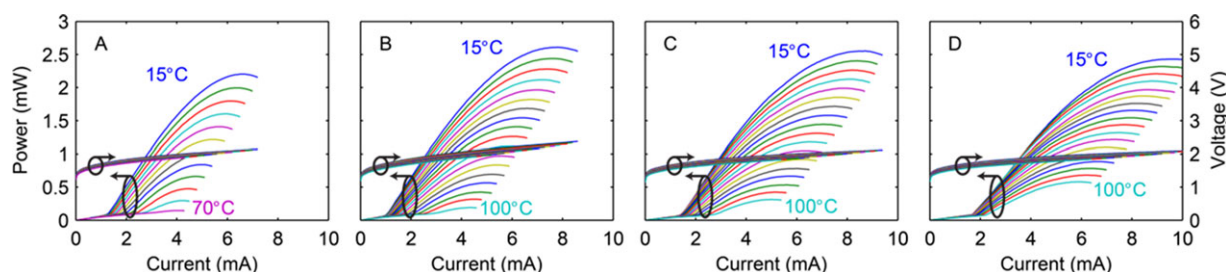 3 6
2.5 5
2 4
1.5 3
1 2
0.5 1
0 0
Power (mW)
Voltage (V)
A
15°C
70°C
B
15°C
100°C
C
15°C
100°C
D
15°C
100°C
0 2 4 6 8 10 0 2 4 6 8 10 0 2 4 6 8 10 0 2 4 6 8 10
Current (mA) Current (mA) Current (mA) Current (mA)